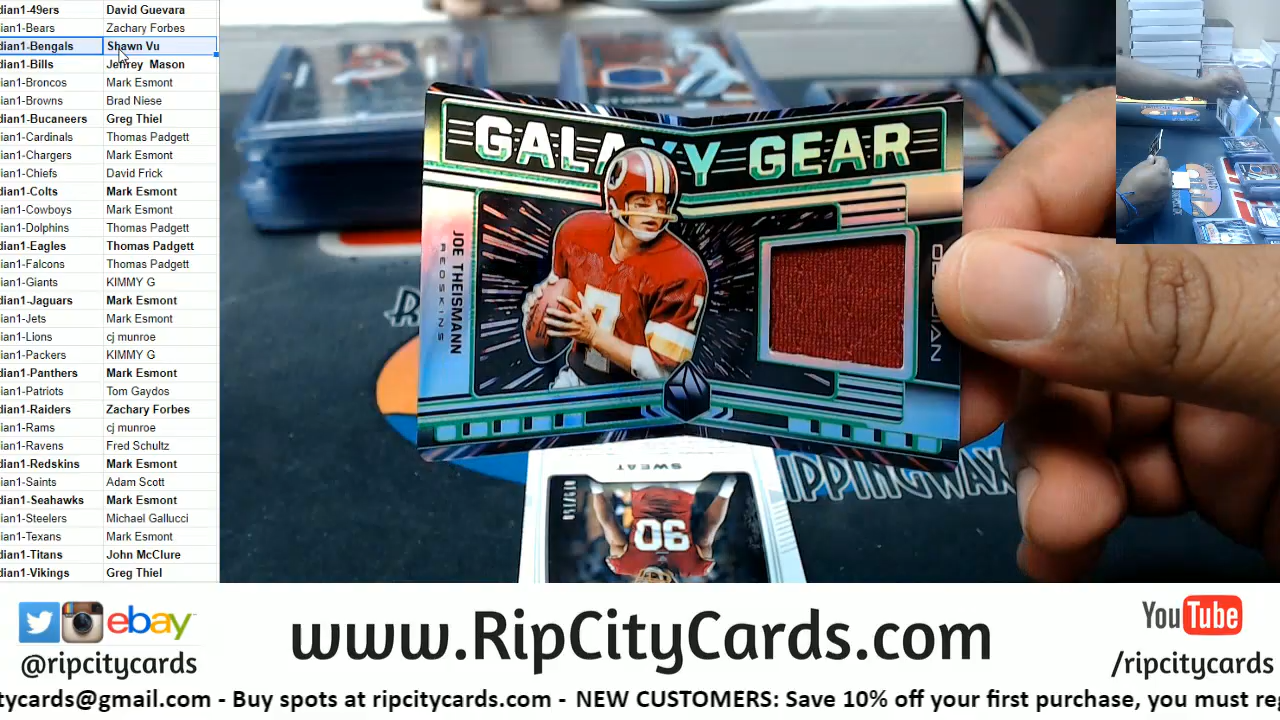 dian1-49ers David Guevara
dian1-Bears Zachary Forbes
dian1-Bengals Shawn Vu
dian1-Bills Jeffrey Mason
dian1-Broncos Mark Esmont
dian1-Browns Brad Niese
dian1-Bucaneers Greg Thiel
dian1-Cardinals Thomas Padgett
dian1-Chargers Mark Esmont
dian1-Chiefs David Frick
dian1-Colts Mark Esmont
dian1-Cowboys Mark Esmont
dian1-Dolphins Thomas Padgett
dian1-Eagles Thomas Padgett
dian1-Falcons Thomas Padgett
dian1-Giants KIMMY G
dian1-Jaguars Mark Esmont
dian1-Jets Mark Esmont
dian1-Lions cj munroe
dian1-Packers KIMMY G
dian1-Panthers Mark Esmont
dian1-Patriots Tom Gaydos
dian1-Raiders Zachary Forbes
dian1-Rams cj munroe
dian1-Ravens Fred Schultz
dian1-Redskins Mark Esmont
dian1-Saints Adam Scott
dian1-Seahawks Mark Esmont
dian1-Steelers Michael Gallucci
dian1-Texans Mark Esmont
dian1-Titans John McClure
dian1-Vikings Greg Thiel
GALAXY GEAR
JOE THEISMANN
REDSKINS
7
SWEAT
90
RIPPINGWAX
ebay
@ripcitycards
www.RipCityCards.com
YouTube
/ripcitycards
tycards@gmail.com - Buy spots at ripcitycards.com - NEW CUSTOMERS: Save 10% off your first purchase, you must reg